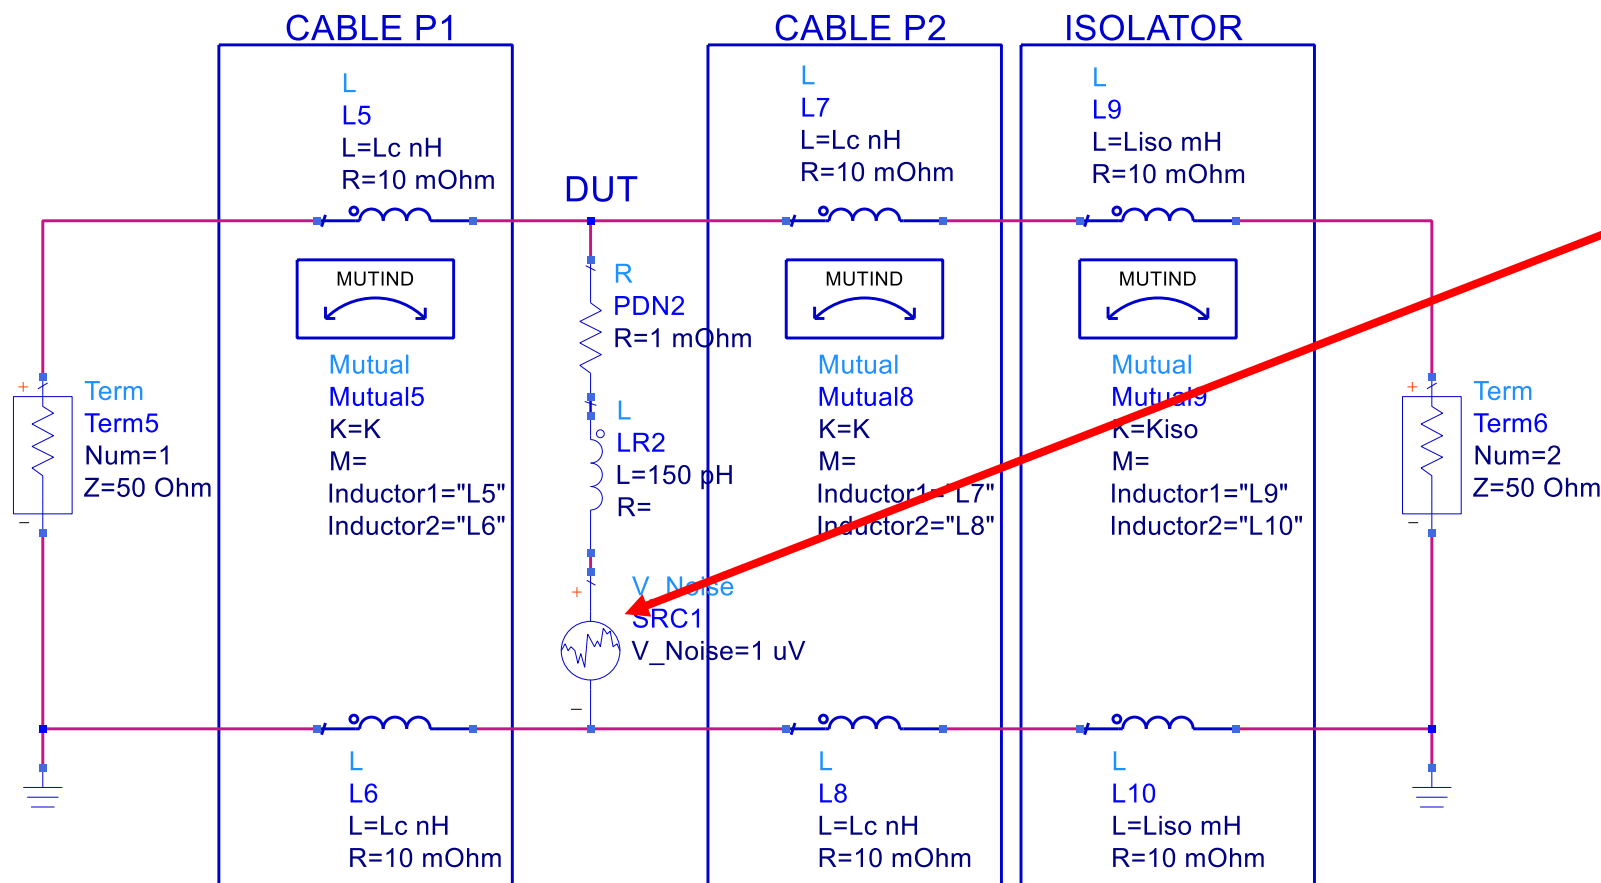 CABLE P1
CABLE P2
ISOLATOR
L
L5
L=Lc nH
R=10 mOhm
L
L7
L=Lc nH
R=10 mOhm
L
L9
L=Liso mH
R=10 mOhm
DUT
MUTIND
Mutual
Mutual5
K=K
M=
Inductor1="L5"
Inductor2="L6"
R
PDN2
R=1 mOhm
L
LR2
L=150 pH
R=
MUTIND
Mutual
Mutual8
K=K
M=
Inductor1="L7"
Inductor2="L8"
MUTIND
Mutual
Mutual9
K=Kiso
M=
Inductor1="L9"
Inductor2="L10"
+
Term
Term5
Num=1
Z=50 Ohm
−
+
Term
Term6
Num=2
Z=50 Ohm
−
+
V_Noise
SRC1
V_Noise=1 uV
−
L
L6
L=Lc nH
R=10 mOhm
L
L8
L=Lc nH
R=10 mOhm
L
L10
L=Liso mH
R=10 mOhm